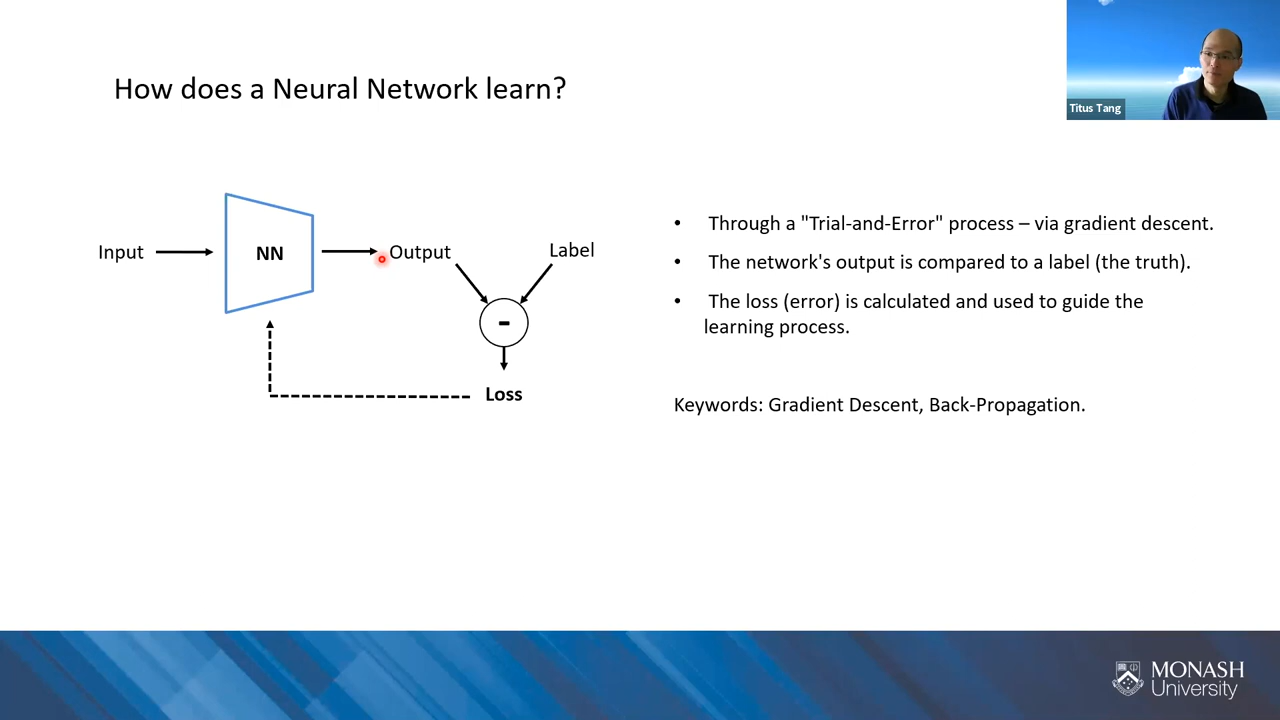 Titus Tang
How does a Neural Network learn?
Input
NN
Output
Label
-
Loss
• Through a "Trial-and-Error" process – via gradient descent.
• The network's output is compared to a label (the truth).
• The loss (error) is calculated and used to guide the
learning process.
Keywords: Gradient Descent, Back-Propagation.
MONASH
University